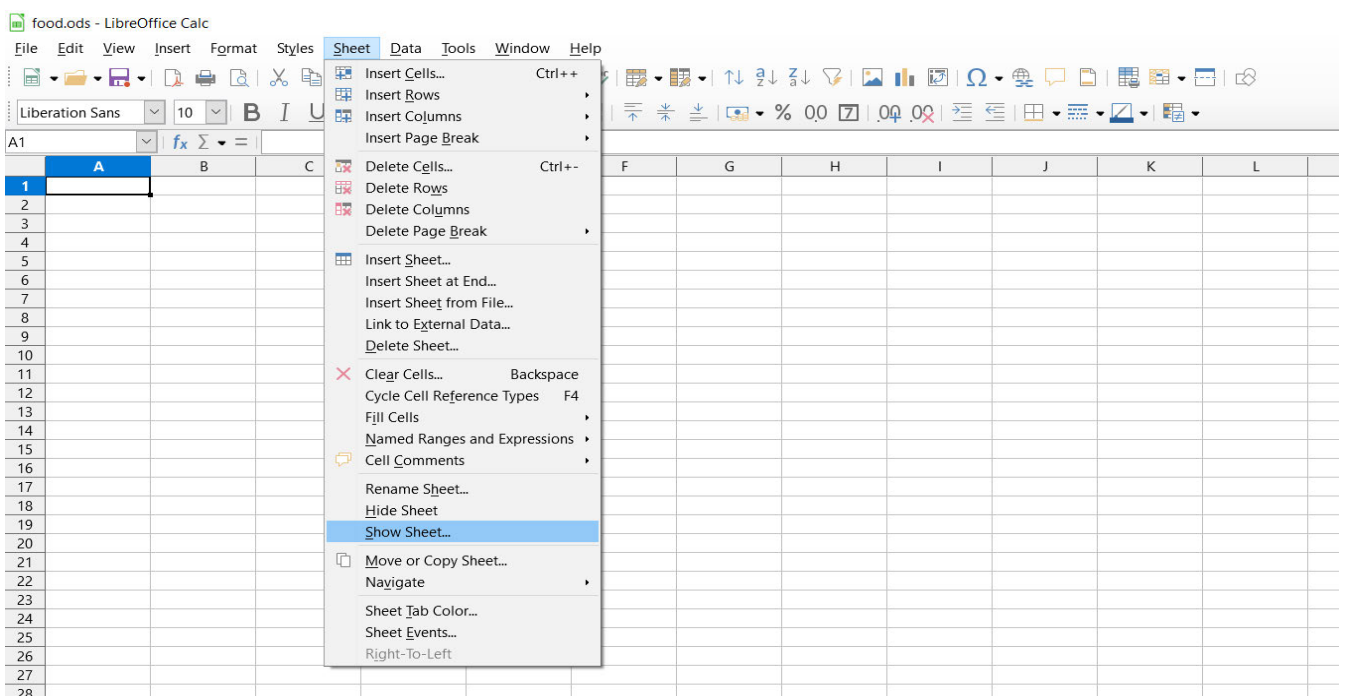 food.ods - LibreOffice Calc
File Edit View Insert Format Styles Sheet Data Tools Window Help
Liberation Sans 10 B I U
A1
A B C F G H I J K L
Insert Cells... Ctrl++
Insert Rows
Insert Columns
Insert Page Break
Delete Cells... Ctrl+-
Delete Rows
Delete Columns
Delete Page Break
Insert Sheet...
Insert Sheet at End...
Insert Sheet from File...
Link to External Data...
Delete Sheet...
Clear Cells... Backspace
Cycle Cell Reference Types F4
Fill Cells
Named Ranges and Expressions
Cell Comments
Rename Sheet...
Hide Sheet
Show Sheet...
Move or Copy Sheet...
Navigate
Sheet Tab Color...
Sheet Events...
Right-To-Left
1
2
3
4
5
6
7
8
9
10
11
12
13
14
15
16
17
18
19
20
21
22
23
24
25
26
27
28